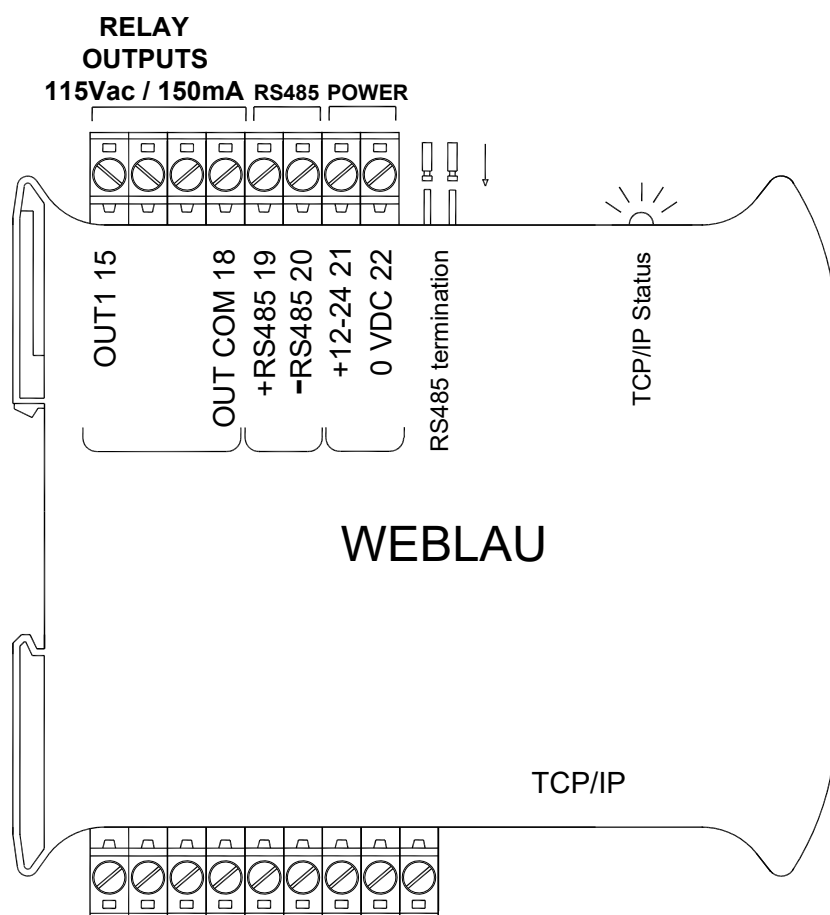 RELAY
OUTPUTS
115Vac / 150mA
RS485
POWER
OUT1 15
OUT COM 18
+RS485 19
-RS485 20
+12-24 21
0 VDC 22
RS485 termination
TCP/IP Status
WEBLAU
TCP/IP